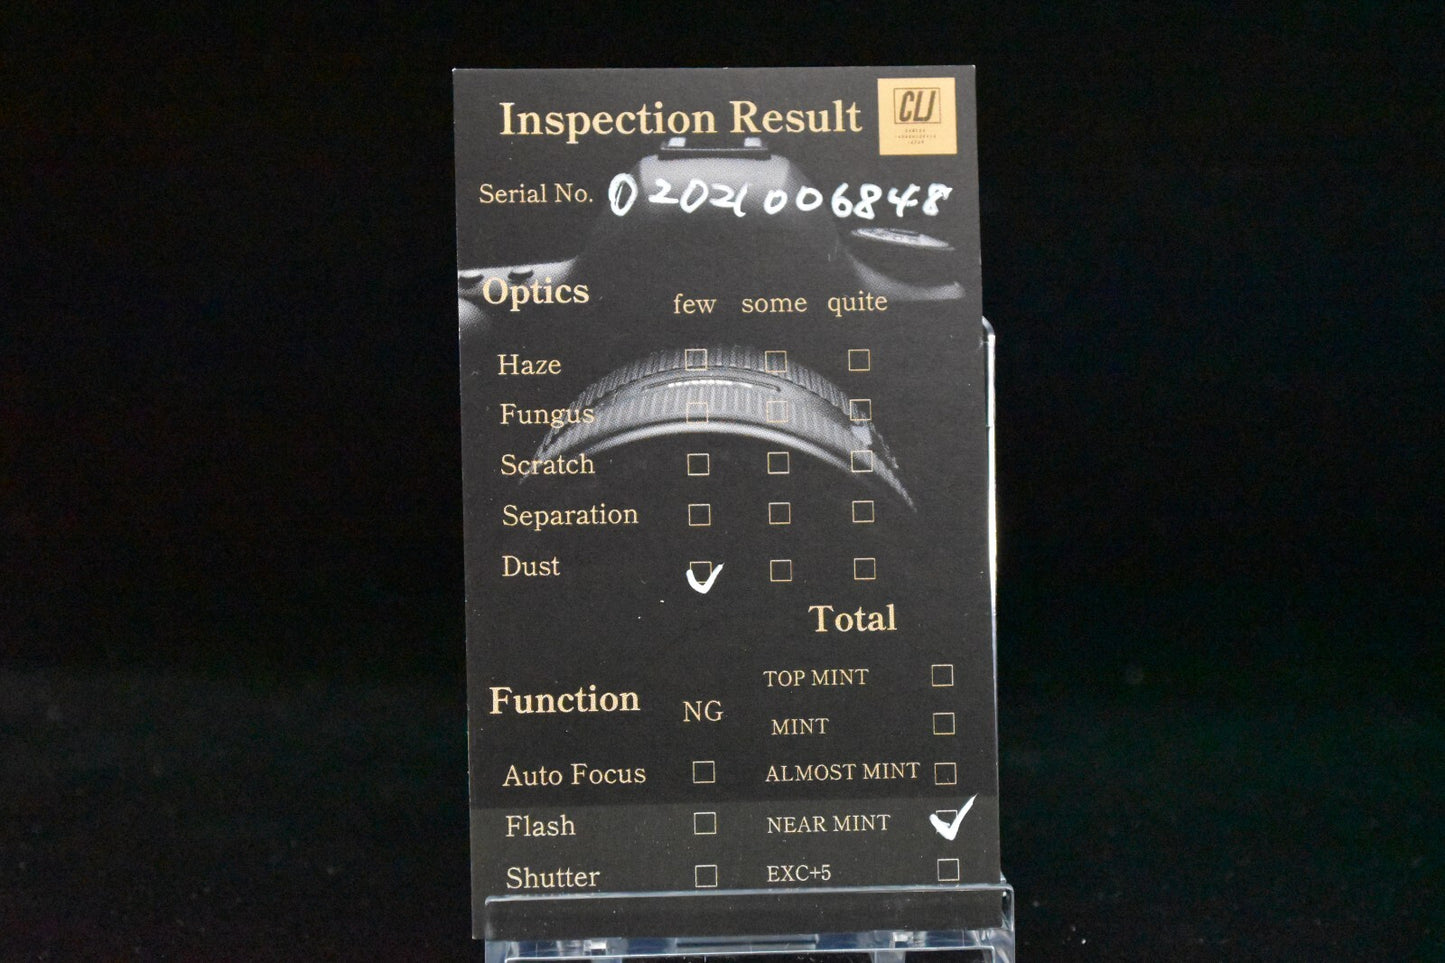 Inspection Result
CLJ
Serial No. 02021006848
Optics few some quite
Haze
Fungus
Scratch
Separation
Dust
Total
TOP MINT
Function NG
MINT
Auto Focus
ALMOST MINT
Flash
NEAR MINT
Shutter
EXC+5